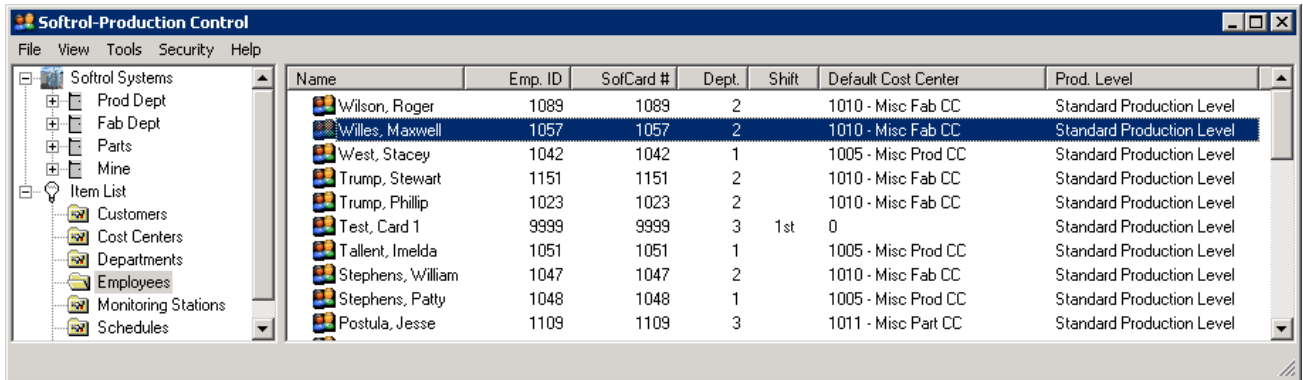 Softrol-Production Control
File View Tools Security Help
Softrol Systems
Prod Dept
Fab Dept
Parts
Mine
Item List
Customers
Cost Centers
Departments
Employees
Monitoring Stations
Schedules
Name Emp. ID SofCard # Dept. Shift Default Cost Center Prod. Level
Wilson, Roger 1089 1089 2 1010 - Misc Fab CC Standard Production Level
Willes, Maxwell 1057 1057 2 1010 - Misc Fab CC Standard Production Level
West, Stacey 1042 1042 1 1005 - Misc Prod CC Standard Production Level
Trump, Stewart 1151 1151 2 1010 - Misc Fab CC Standard Production Level
Trump, Phillip 1023 1023 2 1010 - Misc Fab CC Standard Production Level
Test, Card 1 9999 9999 3 1st 0 Standard Production Level
Tallent, Imelda 1051 1051 1 1005 - Misc Prod CC Standard Production Level
Stephens, William 1047 1047 2 1010 - Misc Fab CC Standard Production Level
Stephens, Patty 1048 1048 1 1005 - Misc Prod CC Standard Production Level
Postula, Jesse 1109 1109 3 1011 - Misc Part CC Standard Production Level